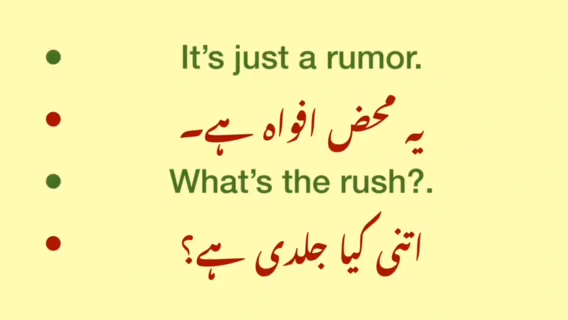 It's just a rumor.
یہ محض افواہ ہے۔
What's the rush?.
اتنی کیا جلدی ہے؟